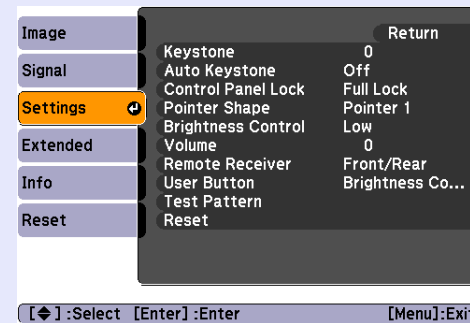 Image
Signal
Settings
Extended
Info
Reset
Return
Keystone 0
Auto Keystone Off
Control Panel Lock Full Lock
Pointer Shape Pointer 1
Brightness Control Low
Volume 0
Remote Receiver Front/Rear
User Button Brightness Co...
Test Pattern
Reset
[◆]:Select [Enter]:Enter [Menu]:Exit